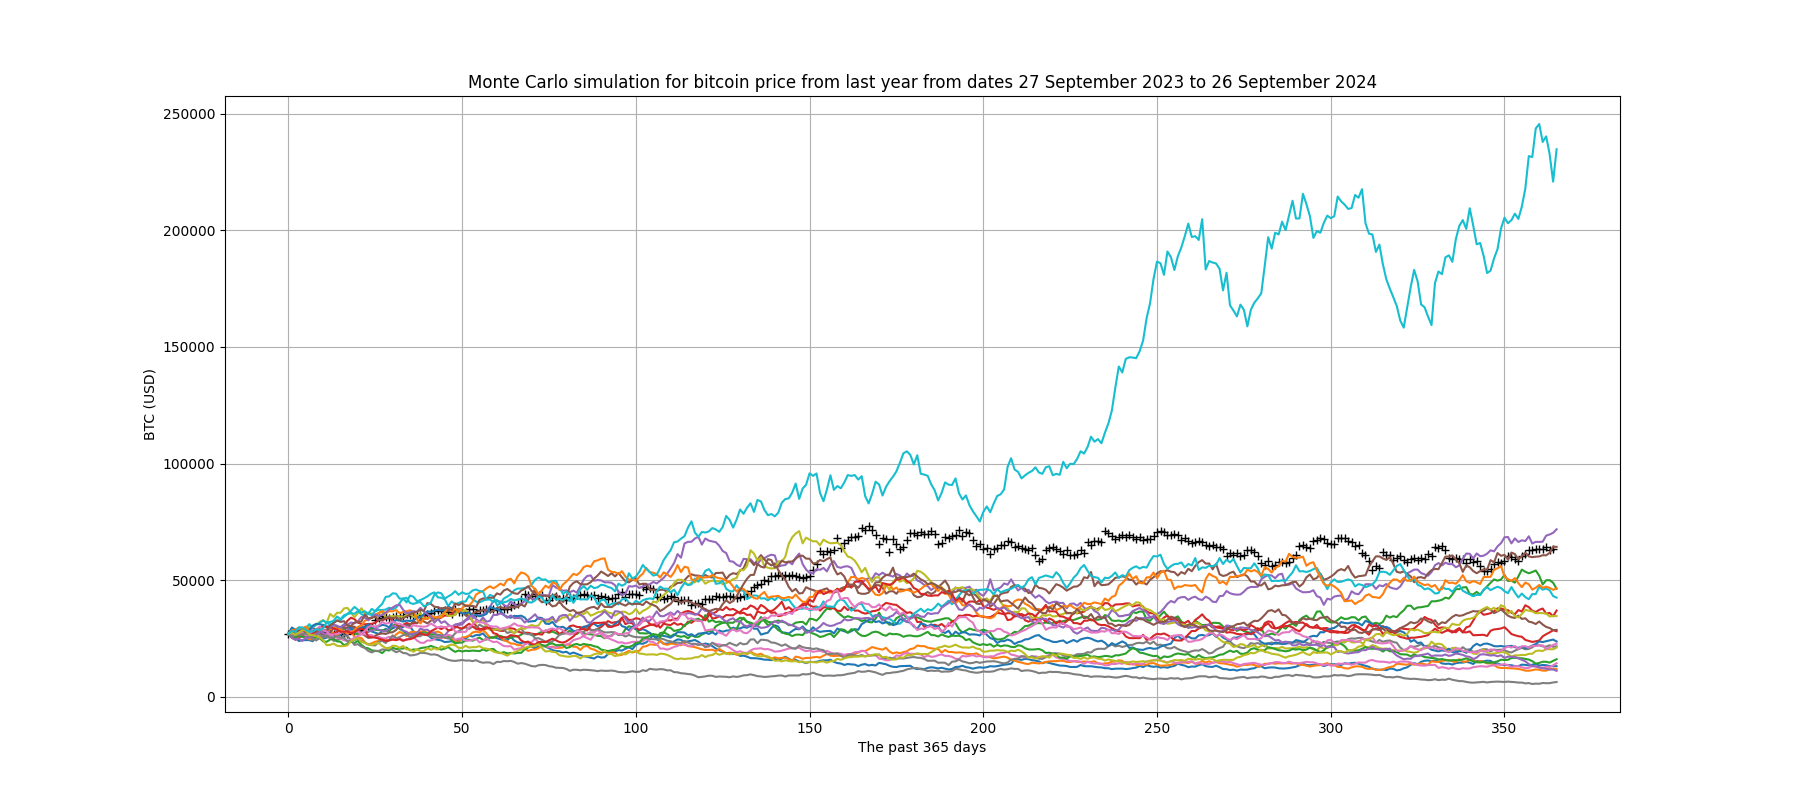 Monte Carlo simulation for bitcoin price from last year from dates 27 September 2023 to 26 September 2024
250000
200000
150000
100000
50000
0
BTC (USD)
0 50 100 150 200 250 300 350
The past 365 days